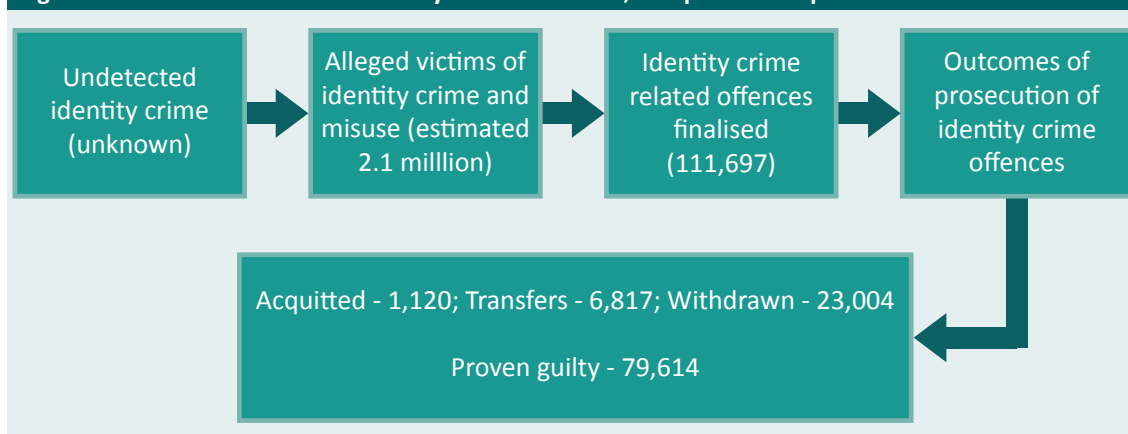 Undetected
identity crime
(unknown)
Alleged victims of
identity crime and
misuse (estimated
2.1 milllion)
Identity crime
related offences
finalised
(111,697)
Outcomes of
prosecution of
identity crime
offences
Acquitted - 1,120; Transfers - 6,817; Withdrawn - 23,004
Proven guilty - 79,614